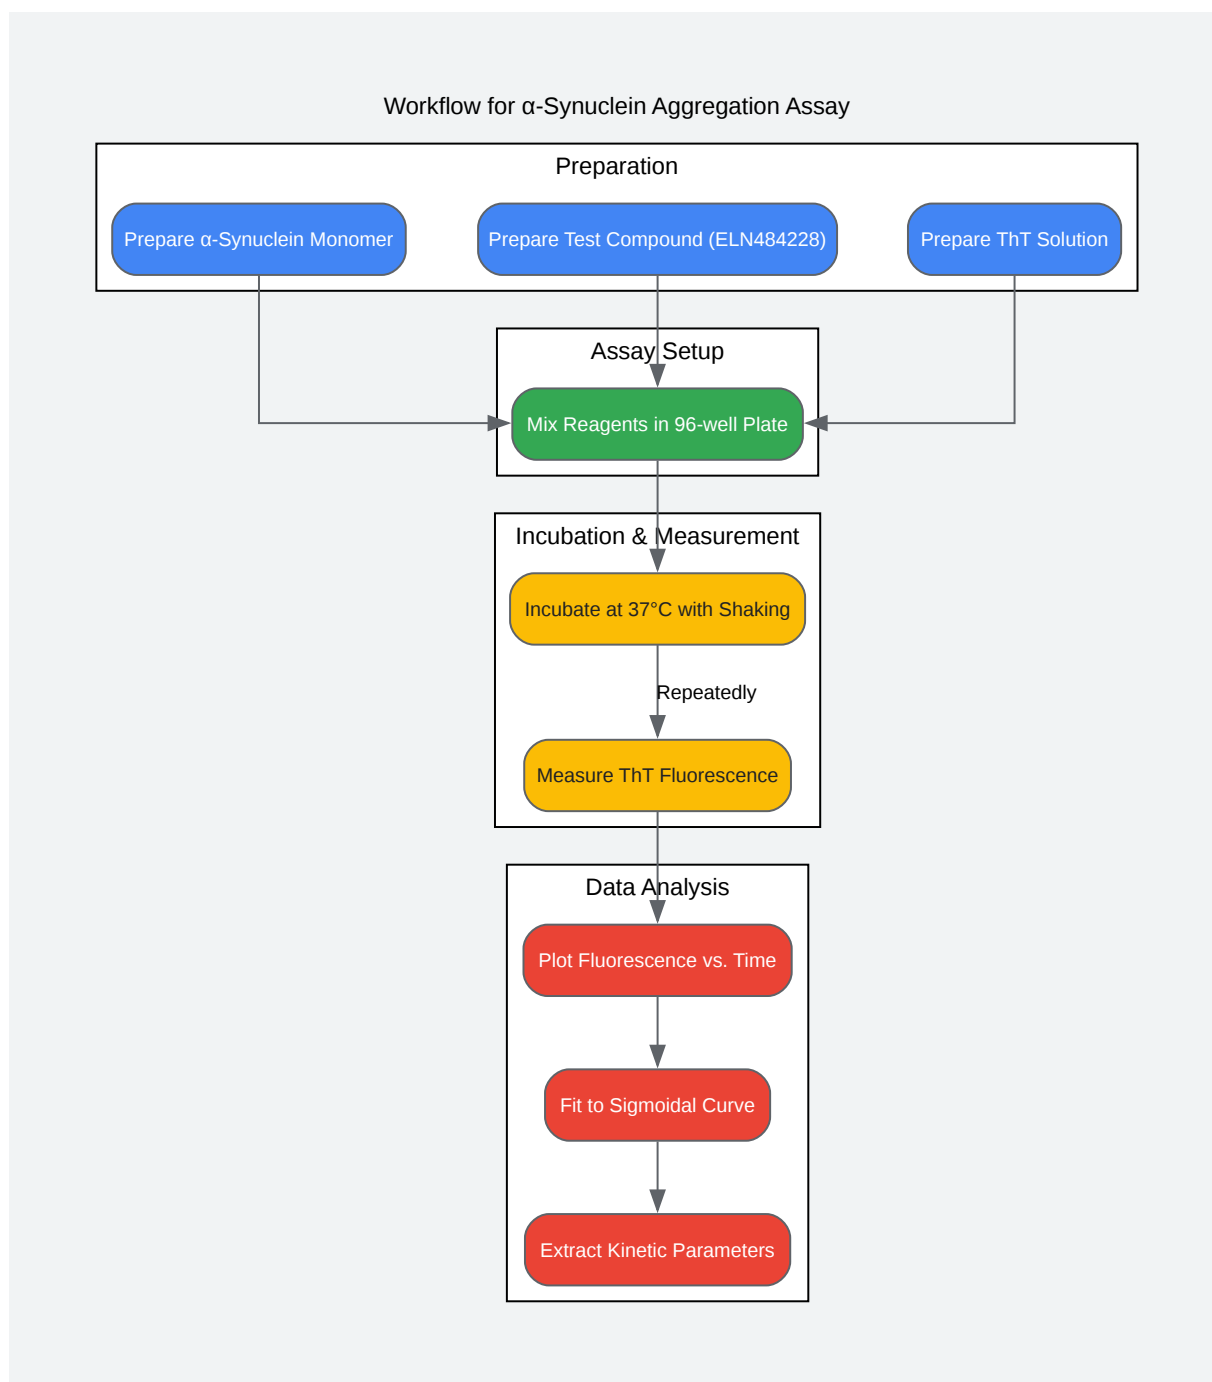 Workflow for α-Synuclein Aggregation Assay
Preparation
Prepare α-Synuclein Monomer
Prepare Test Compound (ELN484228)
Prepare ThT Solution
Assay Setup
Mix Reagents in 96-well Plate
Incubation & Measurement
Incubate at 37°C with Shaking
Repeatedly
Measure ThT Fluorescence
Data Analysis
Plot Fluorescence vs. Time
Fit to Sigmoidal Curve
Extract Kinetic Parameters